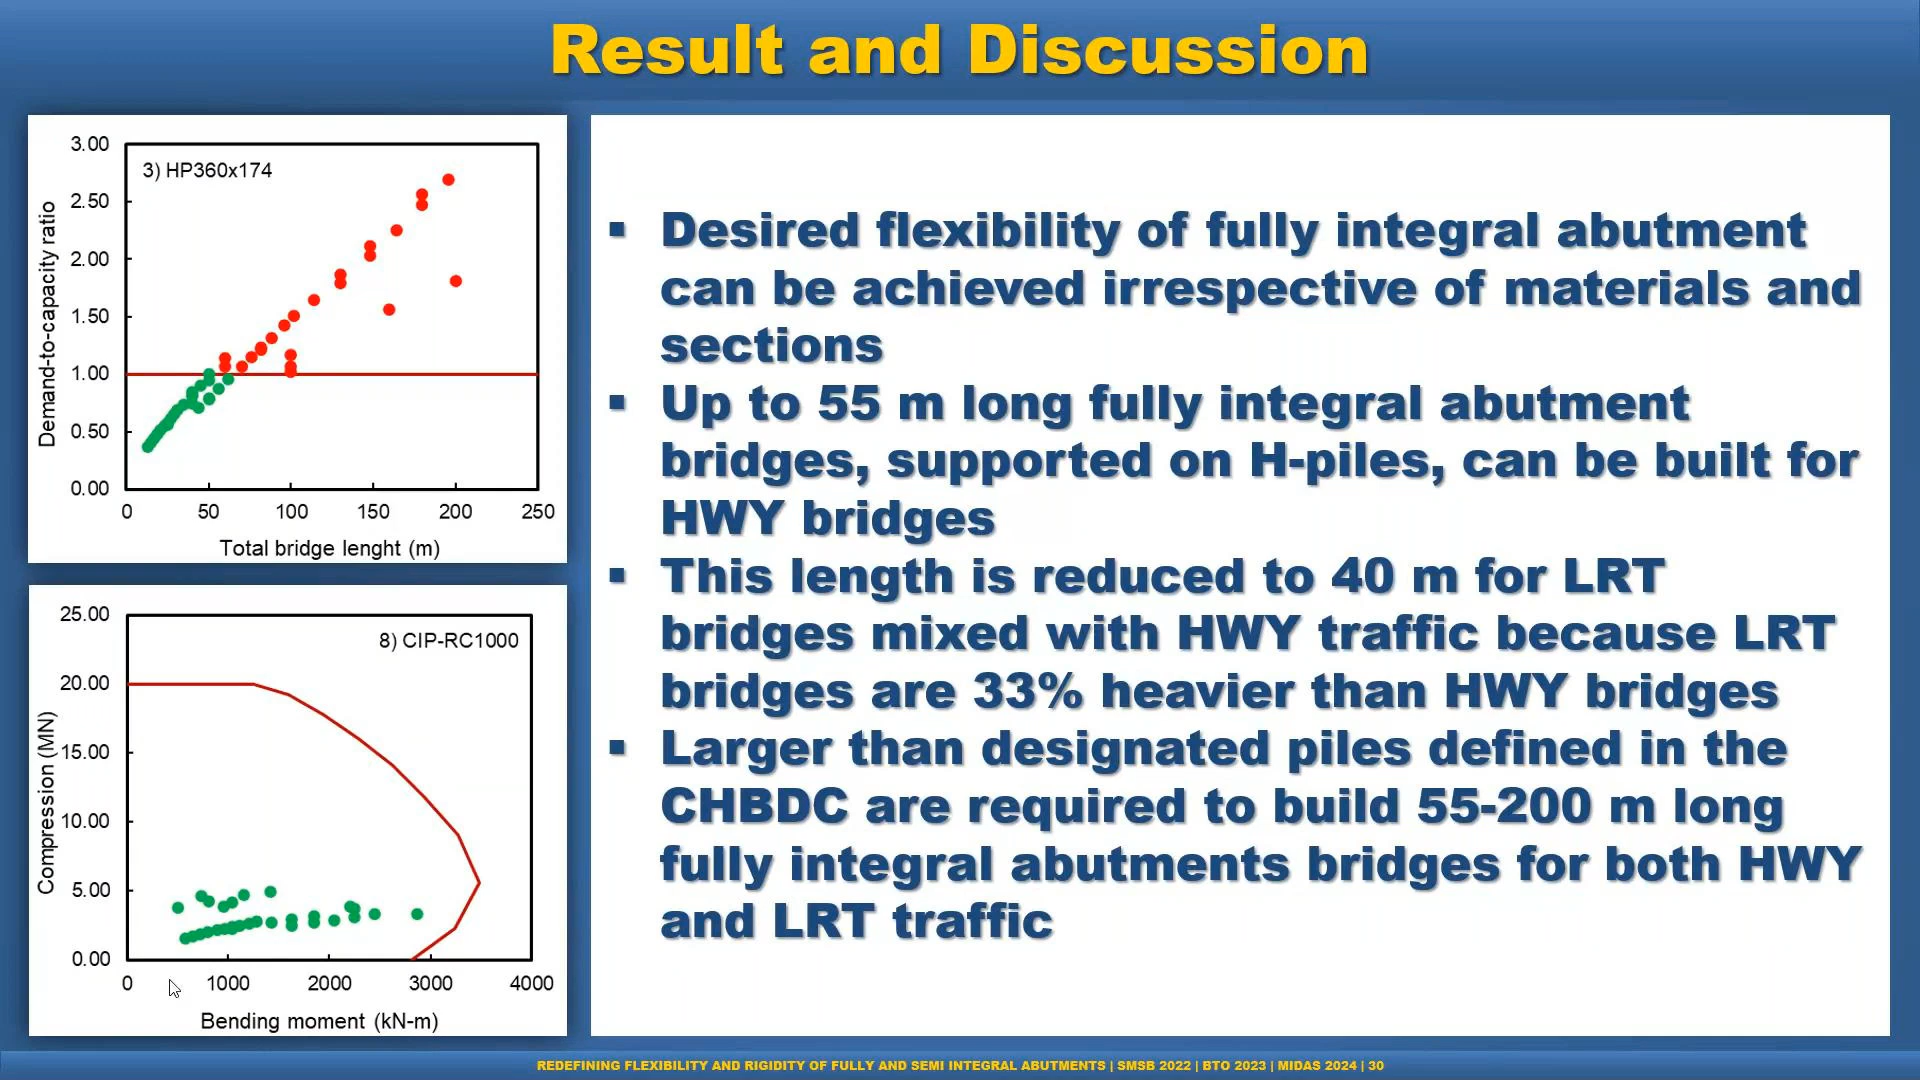 Result and Discussion
3.00
3) HP360x174
2.50
2.00
1.50
1.00
0.50
0.00
Demand-to-capacity ratio
0 50 100 150 200 250
Total bridge lenght (m)
25.00
8) CIP-RC1000
20.00
15.00
10.00
5.00
0.00
Compression (MN)
0 1000 2000 3000 4000
Bending moment (kN-m)
▪ Desired flexibility of fully integral abutment
can be achieved irrespective of materials and
sections
▪ Up to 55 m long fully integral abutment
bridges, supported on H-piles, can be built for
HWY bridges
▪ This length is reduced to 40 m for LRT
bridges mixed with HWY traffic because LRT
bridges are 33% heavier than HWY bridges
▪ Larger than designated piles defined in the
CHBDC are required to build 55-200 m long
fully integral abutments bridges for both HWY
and LRT traffic
REDEFINING FLEXIBILITY AND RIGIDITY OF FULLY AND SEMI INTEGRAL ABUTMENTS | SMSB 2022 | BTO 2023 | MIDAS 2024 | 30